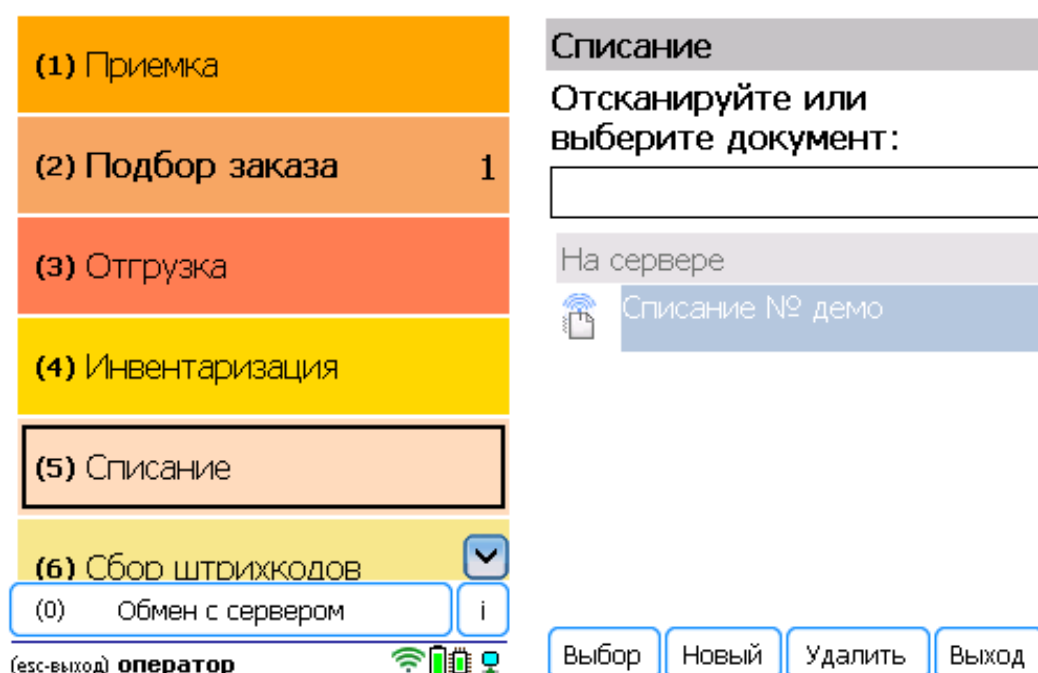 (1) Приемка
(2) Подбор заказа 1
(3) Отгрузка
(4) Инвентаризация
(5) Списание
(6) Сбор штрихкодов
(0) Обмен с сервером i
(esc-выход) оператор
Списание
Отсканируйте или
выберите документ:
На сервере
Списание № демо
Выбор Новый Удалить Выход